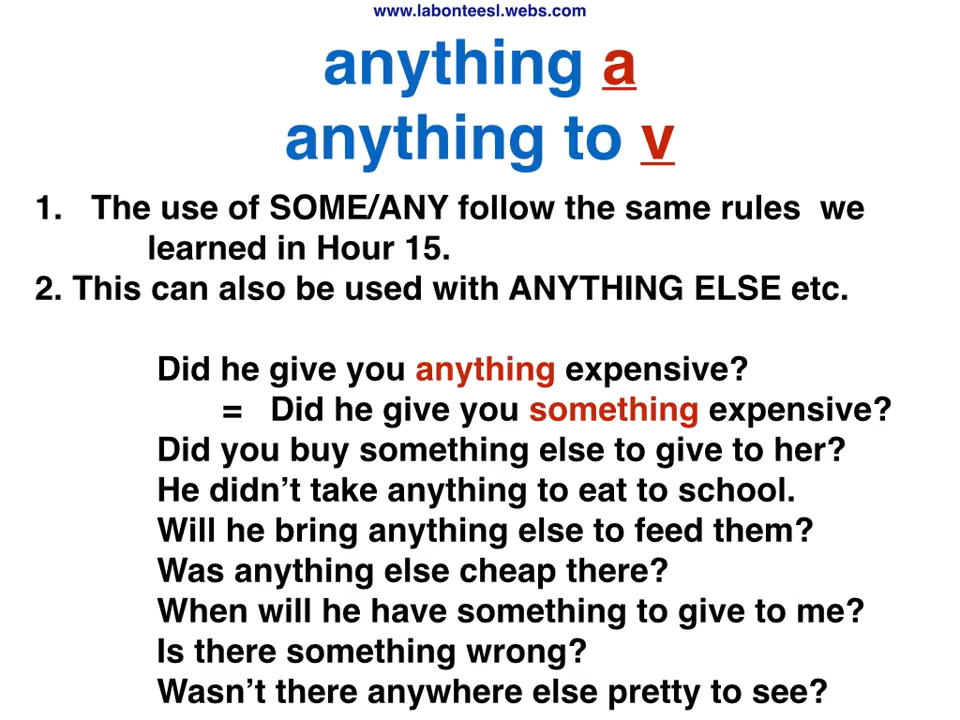 www.labonteesl.webs.com
anything a
anything to v
1. The use of SOME/ANY follow the same rules we
learned in Hour 15.
2. This can also be used with ANYTHING ELSE etc.
Did he give you anything expensive?
= Did he give you something expensive?
Did you buy something else to give to her?
He didn’t take anything to eat to school.
Will he bring anything else to feed them?
Was anything else cheap there?
When will he have something to give to me?
Is there something wrong?
Wasn’t there anywhere else pretty to see?